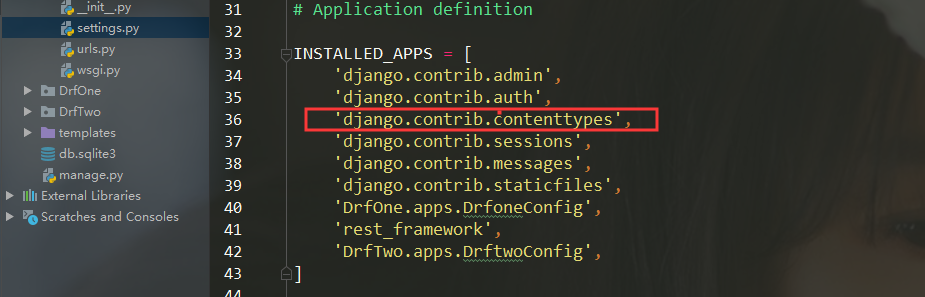 __init__.py
settings.py
urls.py
wsgi.py
DrfOne
DrfTwo
templates
db.sqlite3
manage.py
External Libraries
Scratches and Consoles
31 # Application definition
32
33 INSTALLED_APPS = [
34 'django.contrib.admin',
35 'django.contrib.auth',
36 'django.contrib.contenttypes',
37 'django.contrib.sessions',
38 'django.contrib.messages',
39 'django.contrib.staticfiles',
40 'DrfOne.apps.DrfoneConfig',
41 'rest_framework',
42 'DrfTwo.apps.DrftwoConfig',
43 ]
44